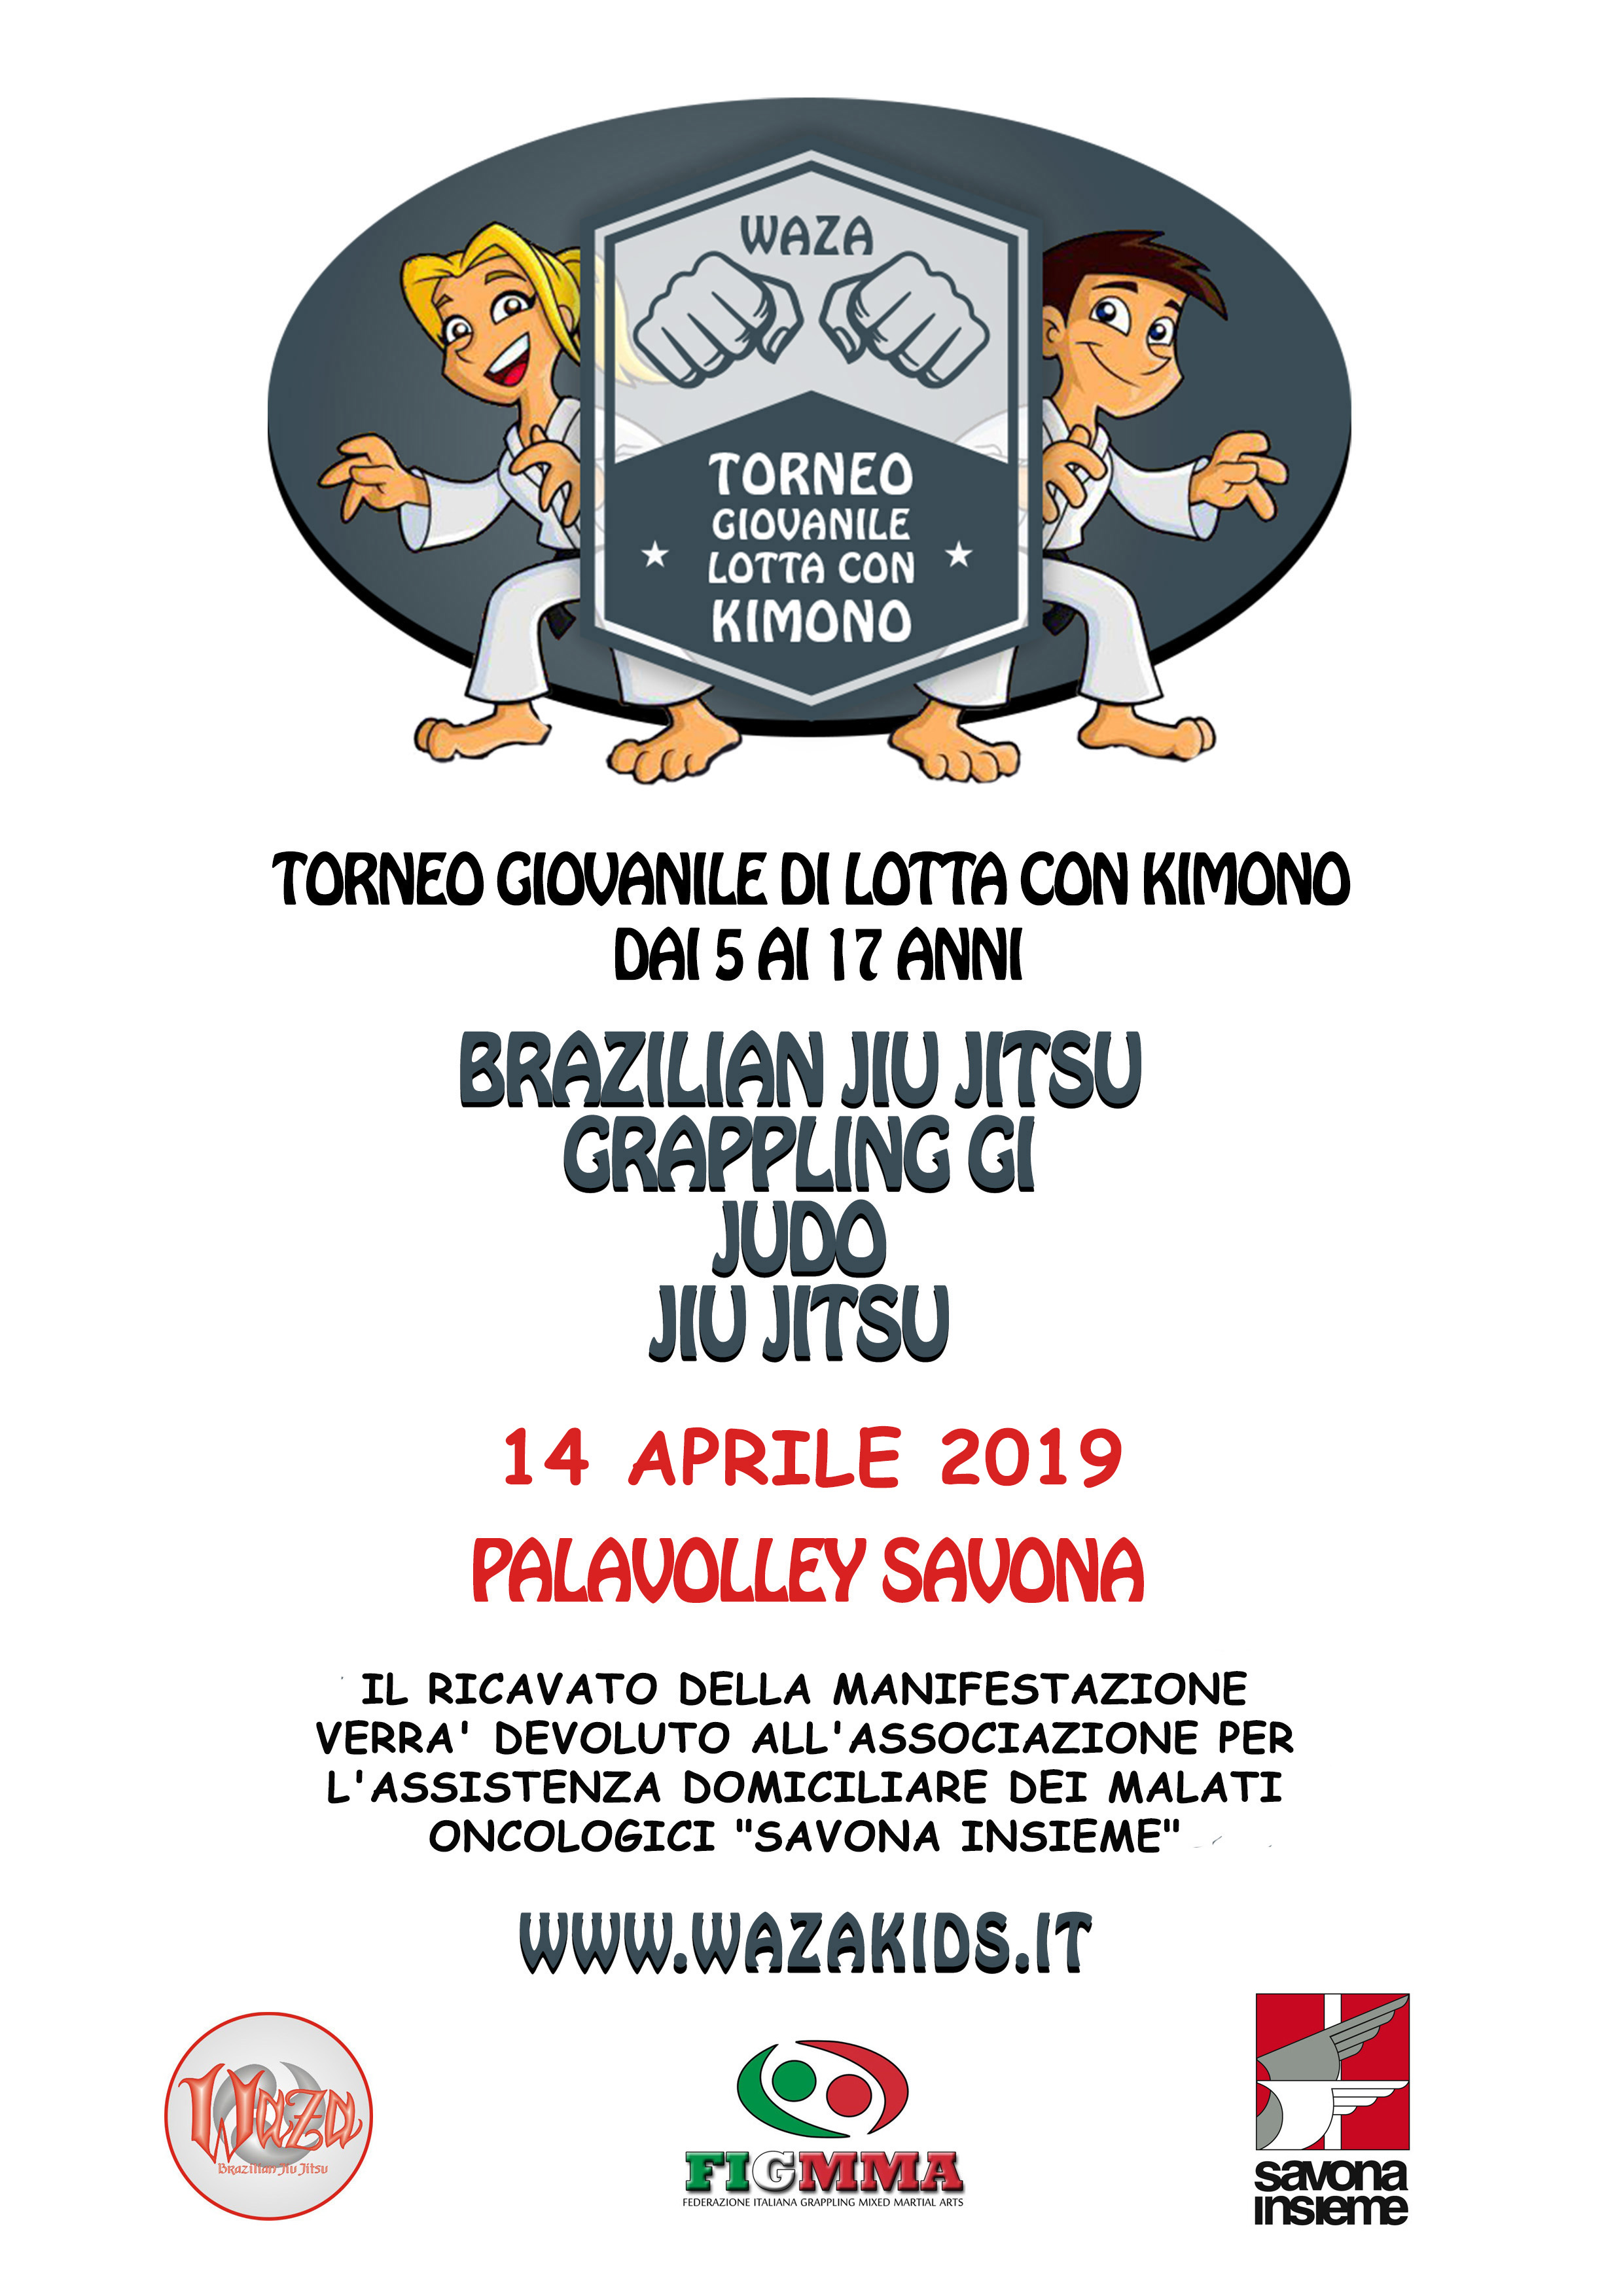 WAZA
TORNEO
GIOVANILE
LOTTA CON
KIMONO
TORNEO GIOVANILE DI LOTTA CON KIMONO
DAI 5 AI 17 ANNI
BRAZILIAN JIU JITSU
GRAPPLING GI
JUDO
JIU JITSU
14 APRILE 2019
PALAVOLLEY SAVONA
IL RICAVATO DELLA MANIFESTAZIONE
VERRA' DEVOLUTO ALL'ASSOCIAZIONE PER
L'ASSISTENZA DOMICILIARE DEI MALATI
ONCOLOGICI "SAVONA INSIEME"
WWW.WAZAKIDS.IT
Waza
Brazilian Jiu Jitsu
FIGMMA
FEDERAZIONE ITALIANA GRAPPLING MIXED MARTIAL ARTS
savona
insieme